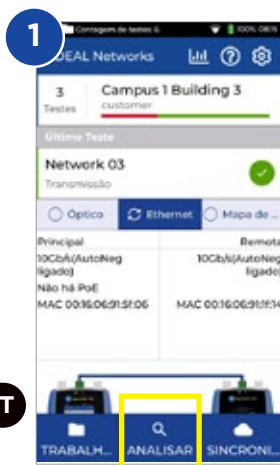 1
Contagem de testes 6
100% 08:15
IDEAL Networks
3
Testes
Campus 1 Building 3
customer
Último Teste
Network 03
Transmissão
Óptico
Ethernet
Mapa de ...
Principal
Remota
10Gb/s(AutoNeg
ligado)
10Gb/s(AutoNeg
ligado)
Não há PoE
MAC 00:16:06:91:5f:06
MAC 00:16:06:91:1f:14
T
TRABALH...
ANALISAR
SINCRONI...